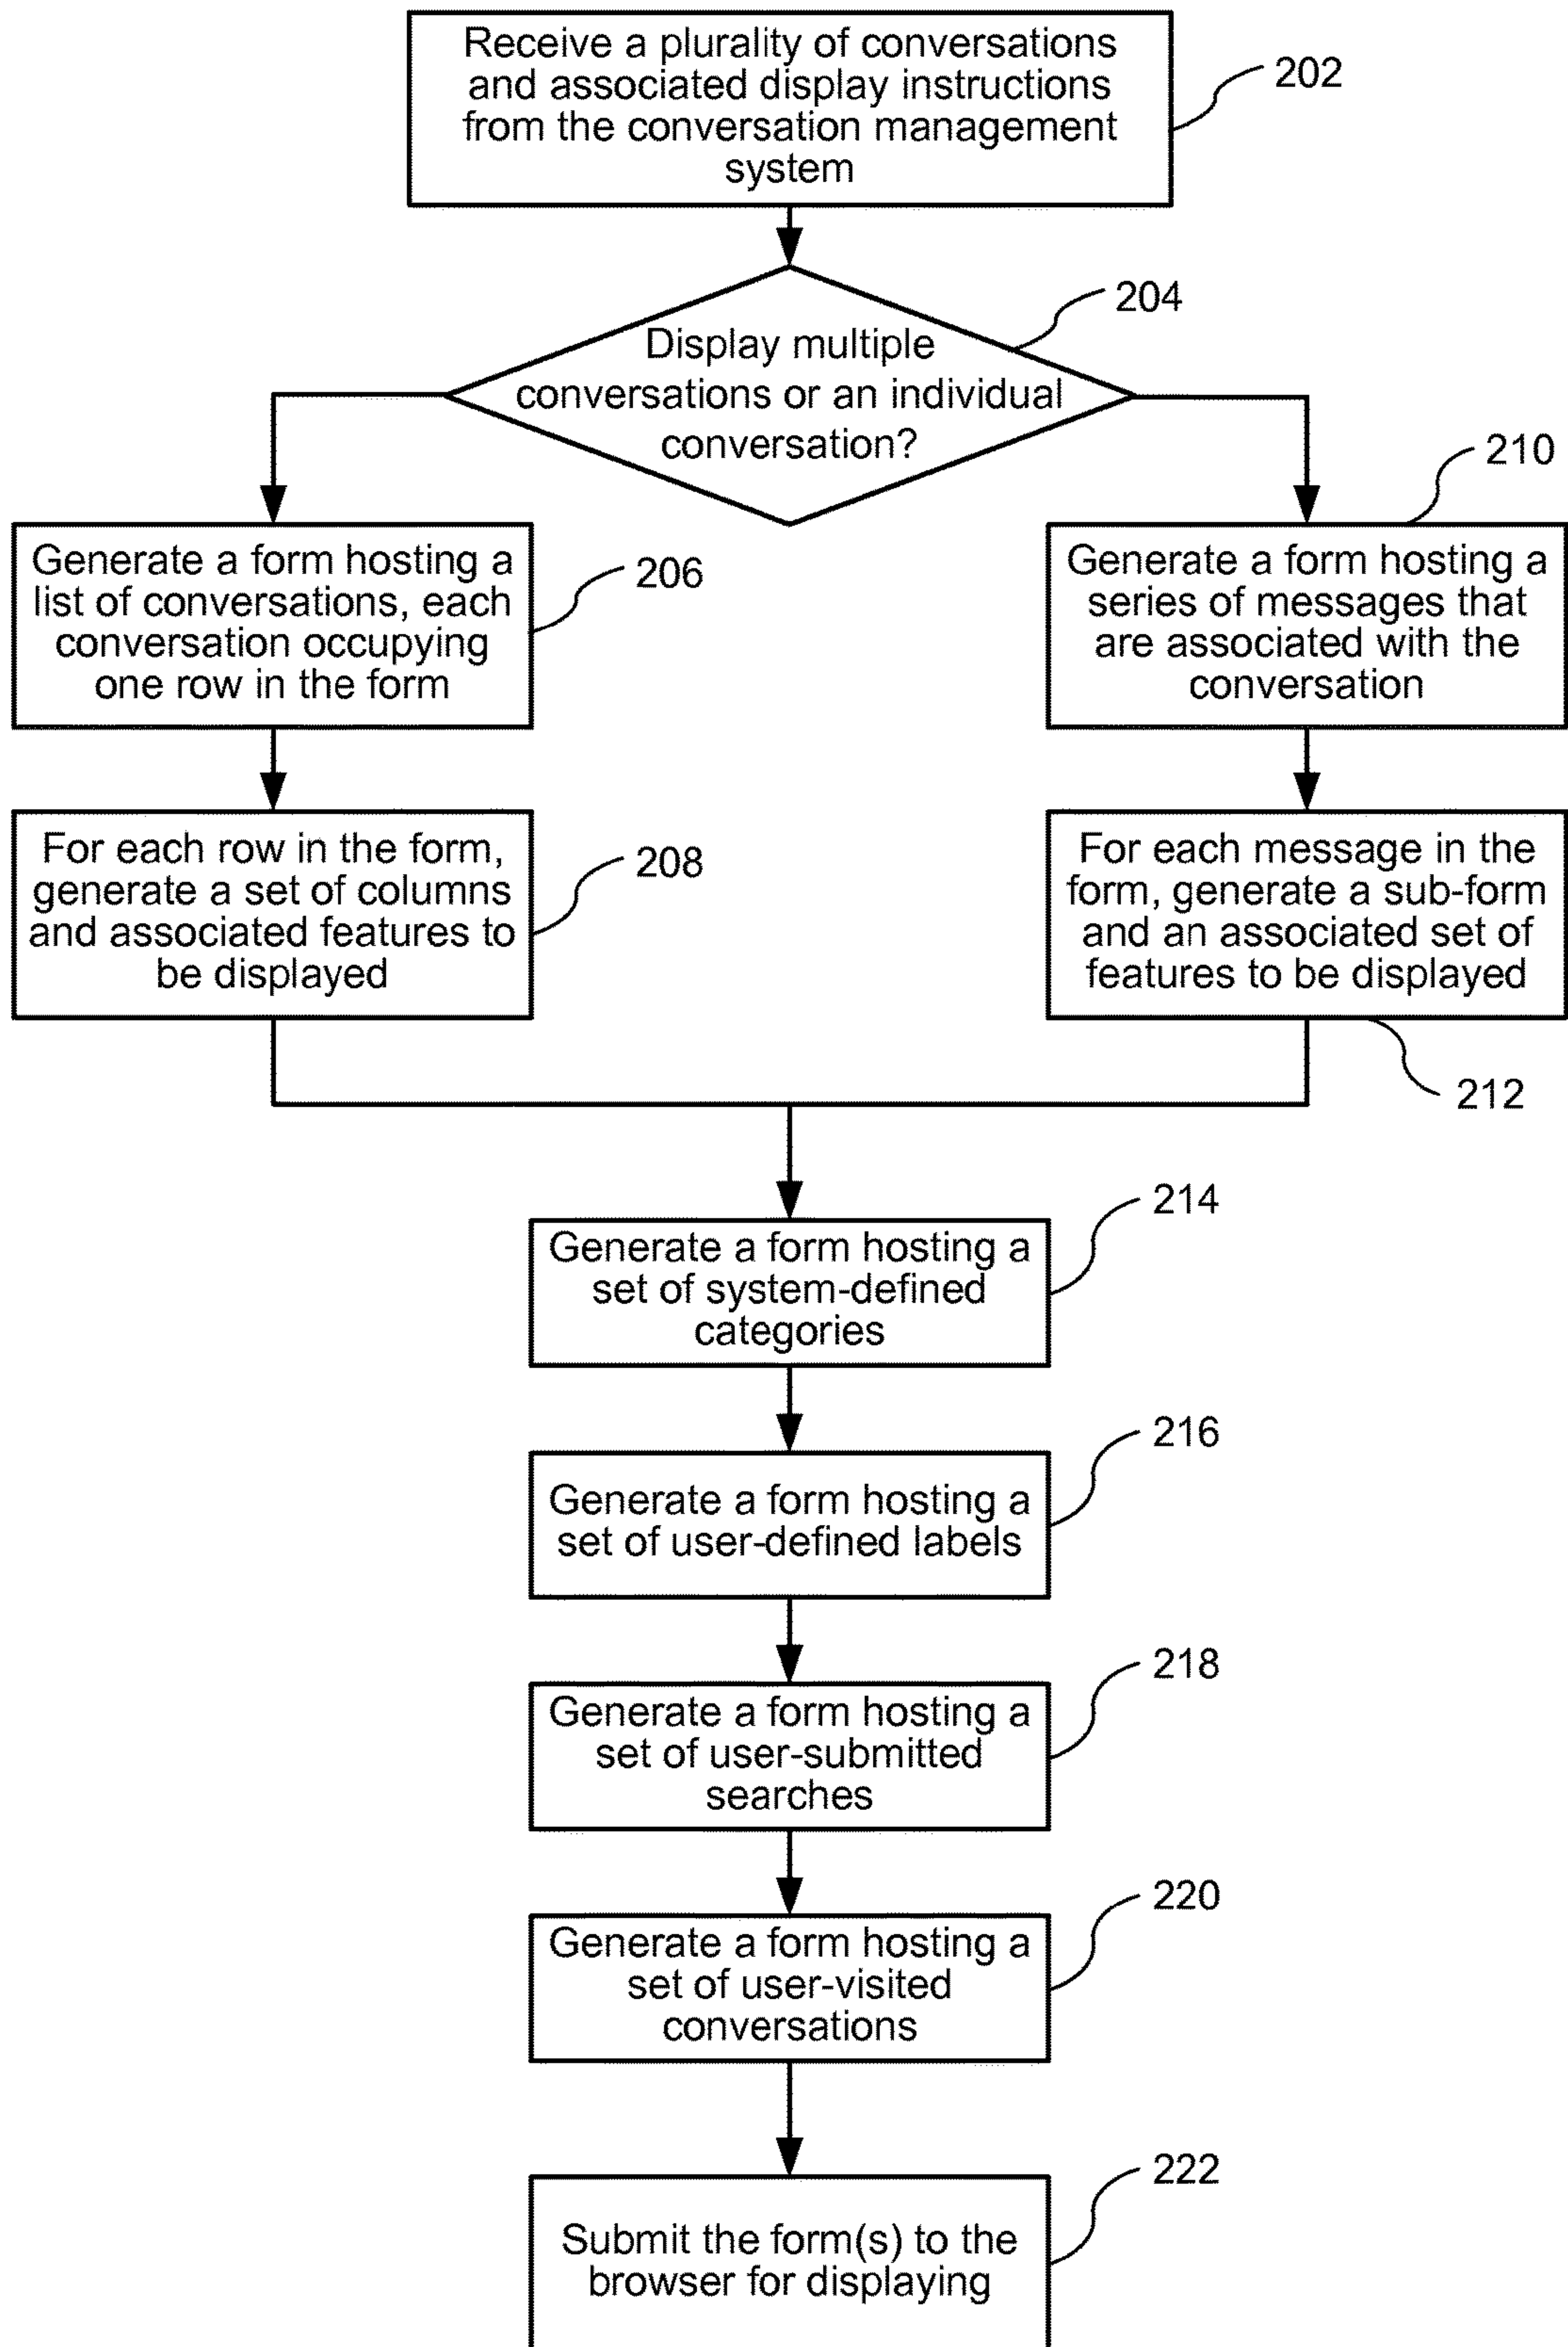 Receive a plurality of conversations
and associated display instructions
from the conversation management
system
202
Display multiple
conversations or an individual
conversation?
204
Generate a form hosting a
list of conversations, each
conversation occupying
one row in the form
206
Generate a form hosting a
series of messages that
are associated with the
conversation
210
For each row in the form,
generate a set of columns
and associated features to
be displayed
208
For each message in the
form, generate a sub-form
and an associated set of
features to be displayed
212
Generate a form hosting a
set of system-defined
categories
214
Generate a form hosting a
set of user-defined labels
216
Generate a form hosting a
set of user-submitted
searches
218
Generate a form hosting a
set of user-visited
conversations
220
Submit the form(s) to the
browser for displaying
222